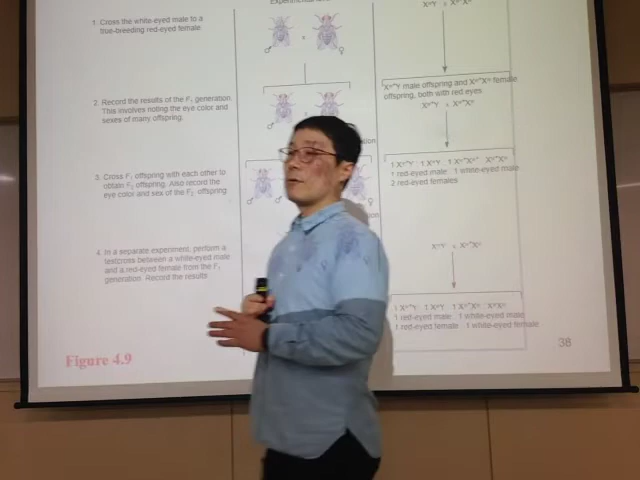 1. Cross the white-eyed male to a
true-breeding red-eyed female.
2. Record the results of the F₁ generation.
This involves noting the eye color and
sexes of many offspring.
3. Cross F₁ offspring with each other to
obtain F₂ offspring. Also record the
eye color and sex of the F₂ offspring.
4. In a separate experiment, perform a
testcross between a white-eyed male
and a red-eyed female from the F₁
generation. Record the results.
male offspring and female
offspring, both with red eyes
1 red-eyed male 1 white-eyed male
2 red-eyed females
1 red-eyed male 1 white-eyed male
1 red-eyed female 1 white-eyed female
Figure 4.9
38